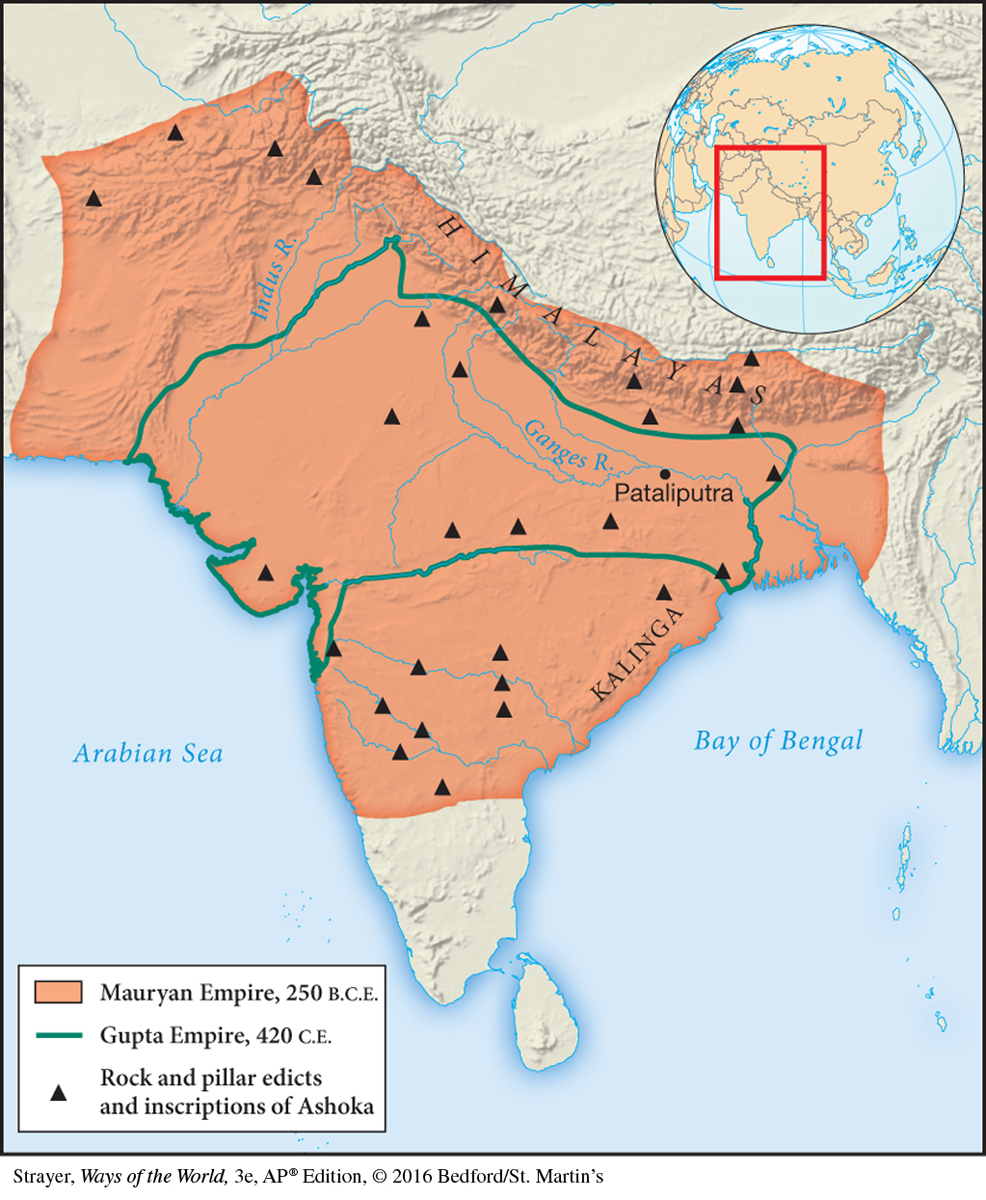 HIMALAYAS
Indus R.
Ganges R.
Pataliputra
KALINGA
Arabian Sea
Bay of Bengal
Mauryan Empire, 250 B.C.E.
Gupta Empire, 420 C.E.
Rock and pillar edicts
and inscriptions of Ashoka
Strayer, Ways of the World, 3e, AP® Edition, © 2016 Bedford/St. Martin's